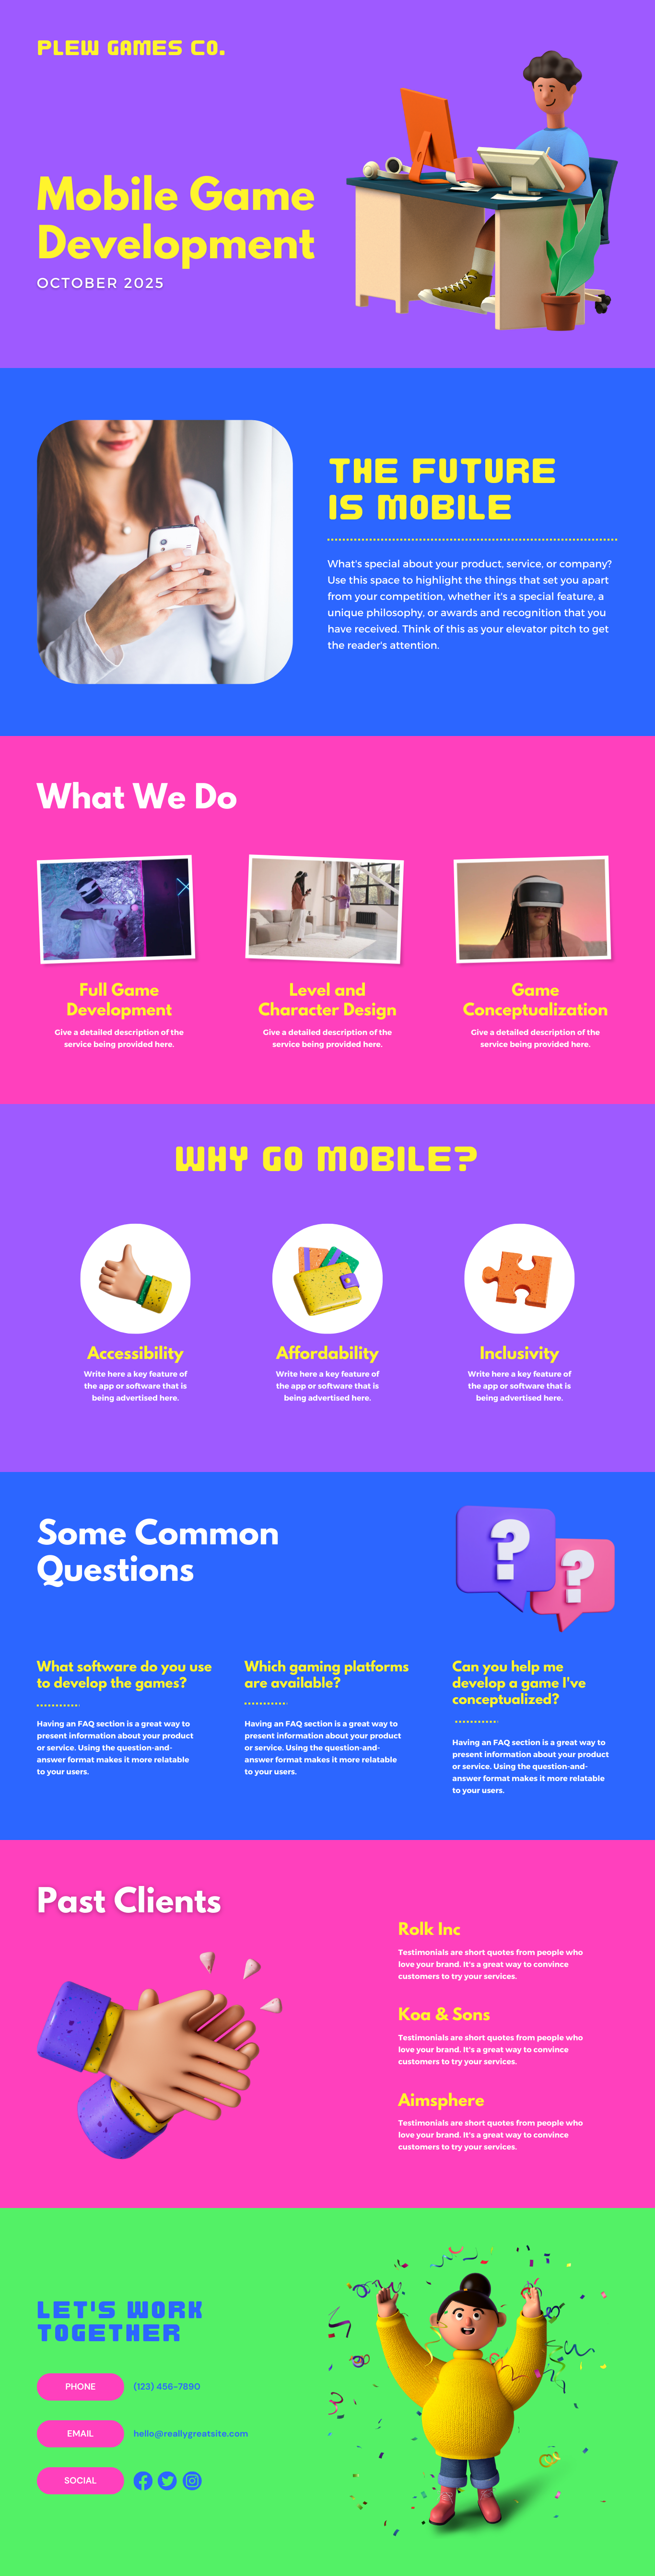 PLEW GAMES CO.
Mobile Game
Development
OCTOBER 2025
THE FUTURE
IS MOBILE
What's special about your product, service, or company?
Use this space to highlight the things that set you apart
from your competition, whether it's a special feature, a
unique philosophy, or awards and recognition that you
have received. Think of this as your elevator pitch to get
the reader's attention.
What We Do
Full Game
Development
Give a detailed description of the
service being provided here.
Level and
Character Design
Give a detailed description of the
service being provided here.
Game
Conceptualization
Give a detailed description of the
service being provided here.
WHY GO MOBILE?
Accessibility
Write here a key feature of
the app or software that is
being advertised here.
Affordability
Write here a key feature of
the app or software that is
being advertised here.
Inclusivity
Write here a key feature of
the app or software that is
being advertised here.
Some Common
Questions
? ?
What software do you use
to develop the games?
Having an FAQ section is a great way to
present information about your product
or service. Using the question-and-
answer format makes it more relatable
to your users.
Which gaming platforms
are available?
Having an FAQ section is a great way to
present information about your product
or service. Using the question-and-
answer format makes it more relatable
to your users.
Can you help me
develop a game I've
conceptualized?
Having an FAQ section is a great way to
present information about your product
or service. Using the question-and-
answer format makes it more relatable
to your users.
Past Clients
Rolk Inc
Testimonials are short quotes from people who
love your brand. It's a great way to convince
customers to try your services.
Koa & Sons
Testimonials are short quotes from people who
love your brand. It's a great way to convince
customers to try your services.
Aimsphere
Testimonials are short quotes from people who
love your brand. It's a great way to convince
customers to try your services.
LET'S WORK
TOGETHER
PHONE (123) 456-7890
EMAIL hello@reallygreatsite.com
SOCIAL